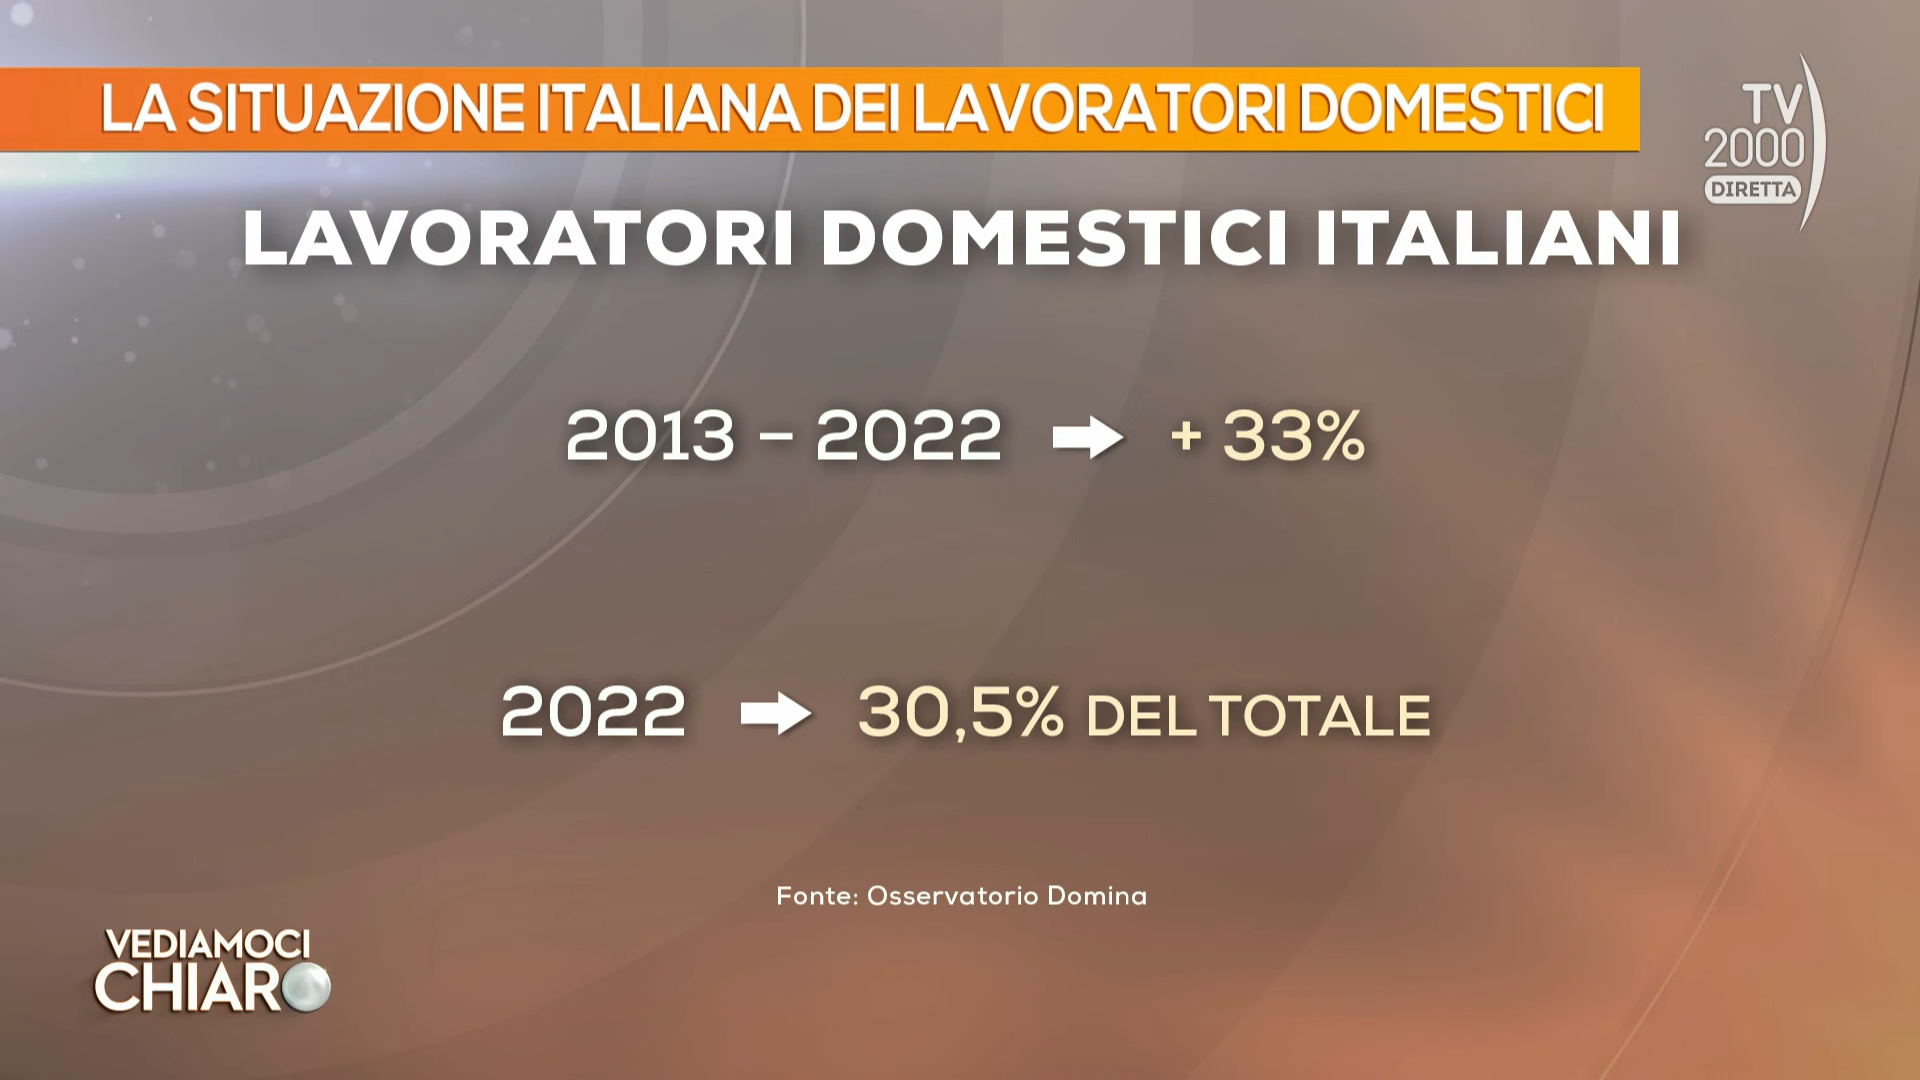 LA SITUAZIONE ITALIANA DEI LAVORATORI DOMESTICI
TV
2000
DIRETTA
LAVORATORI DOMESTICI ITALIANI
2013 – 2022 → + 33%
2022 → 30,5% DEL TOTALE
Fonte: Osservatorio Domina
VEDIAMOCI
CHIARO